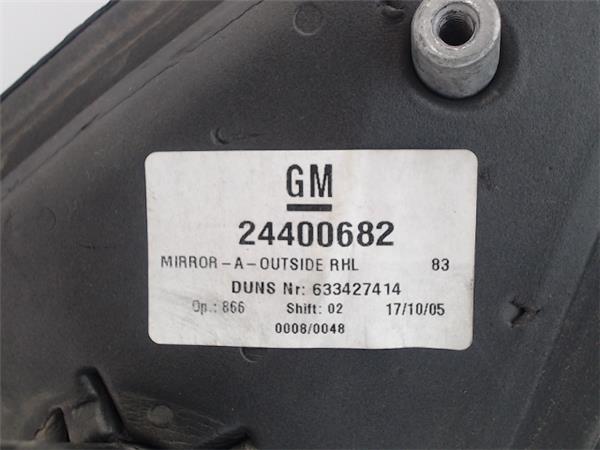 GM
24400682
MIRROR-A-OUTSIDE RHL 83
DUNS Nr: 633427414
Op.: 866 Shift: 02 17/10/05
0008/0048